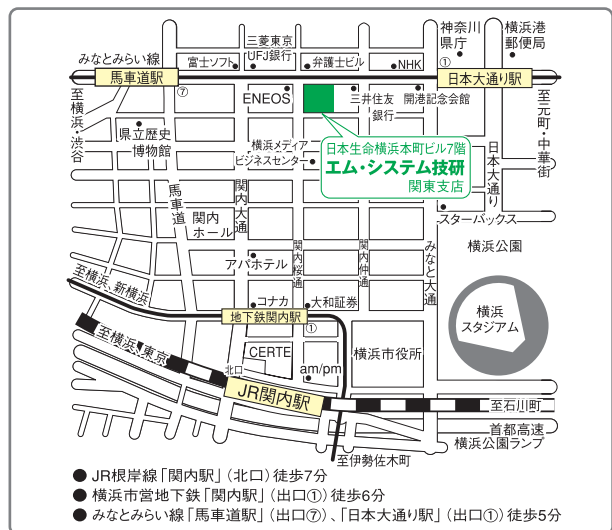 神奈川
県庁
横浜港
郵便局
三菱東京
UFJ銀行
みなとみらい線
富士ソフト
弁護士ビル
NHK
①
馬車道駅
日本大通り駅
⑦
ENEOS
三井住友
銀行
開港記念会館
至横浜・渋谷
至元町・中華街
県立歴史
博物館
横浜メディア
ビジネスセンター
日本生命横浜本町ビル7階
エム・システム技研
関東支店
日本大通り
馬車道
関内大通
関内
ホール
スターバックス
アパホテル
関内桜通
関内仲通
みなと大通
横浜公園
至横浜、新横浜
コナカ
大和証券
地下鉄関内駅
①
横浜
スタジアム
至横浜、東京
北口
CERTE
am/pm
横浜市役所
JR関内駅
至石川町
首都高速
横浜公園ランプ
至伊勢佐木町
● JR根岸線「関内駅」（北口）徒歩7分
● 横浜市営地下鉄「関内駅」（出口①）徒歩6分
● みなとみらい線「馬車道駅」（出口⑦）、「日本大通り駅」（出口①）徒歩5分